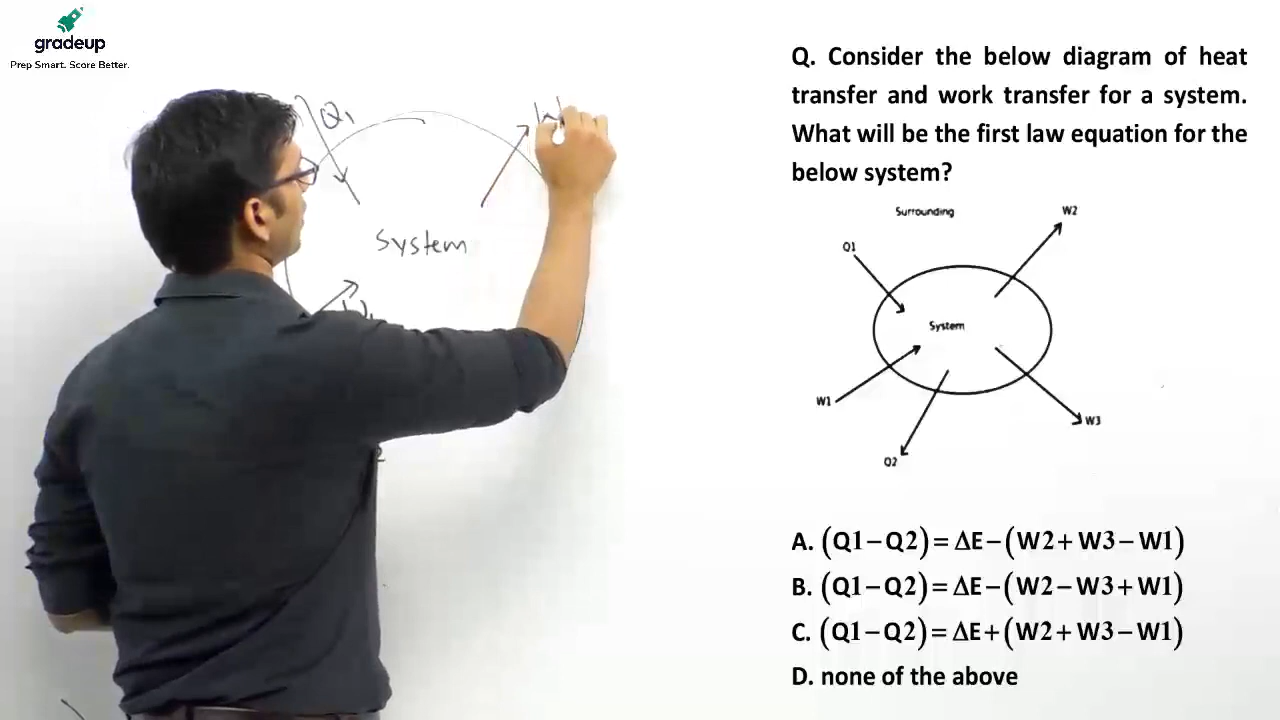 gradeup
Prep Smart. Score Better.
Q1
W
System
Q. Consider the below diagram of heat
transfer and work transfer for a system.
What will be the first law equation for the
below system?
Surrounding
W2
Q1
System
W1
W3
Q2
A. (Q1−Q2)= ΔE−(W2+W3−W1)
B. (Q1−Q2)= ΔE−(W2−W3+W1)
C. (Q1−Q2)= ΔE+(W2+W3−W1)
D. none of the above